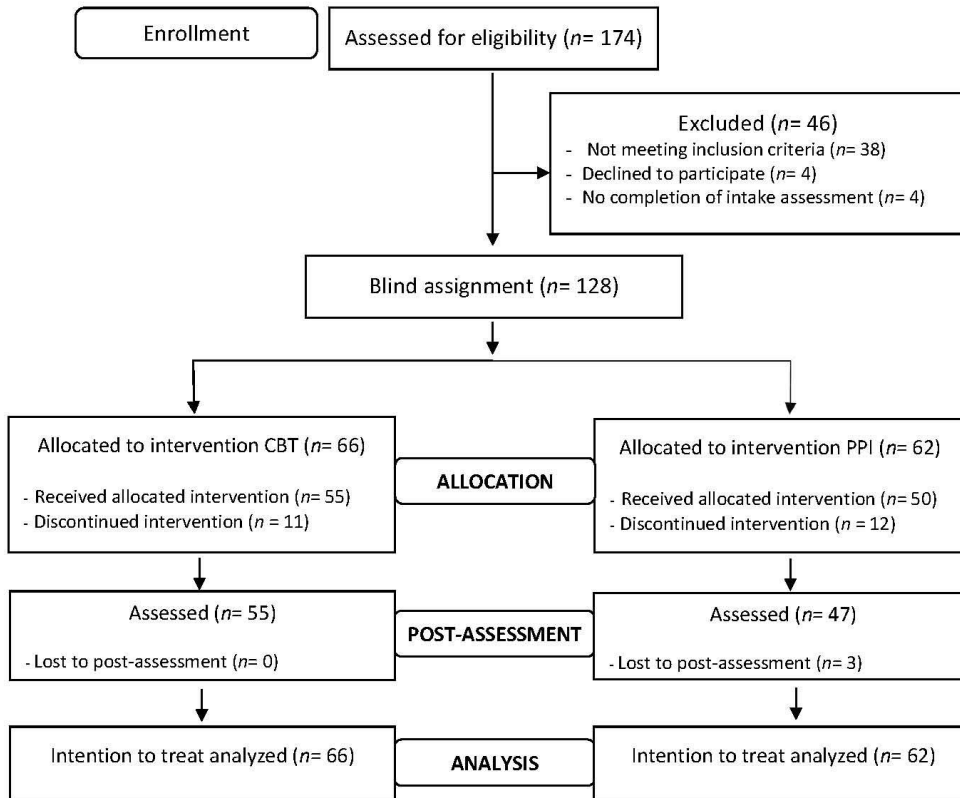 Enrollment
Assessed for eligibility (n= 174)
Excluded (n= 46)
- Not meeting inclusion criteria (n= 38)
- Declined to participate (n= 4)
- No completion of intake assessment (n= 4)
Blind assignment (n= 128)
Allocated to intervention CBT (n= 66)
- Received allocated intervention (n= 55)
- Discontinued intervention (n = 11)
ALLOCATION
Allocated to intervention PPI (n= 62)
- Received allocated intervention (n= 50)
- Discontinued intervention (n = 12)
Assessed (n= 55)
- Lost to post-assessment (n= 0)
POST-ASSESSMENT
Assessed (n= 47)
- Lost to post-assessment (n= 3)
Intention to treat analyzed (n= 66)
ANALYSIS
Intention to treat analyzed (n= 62)